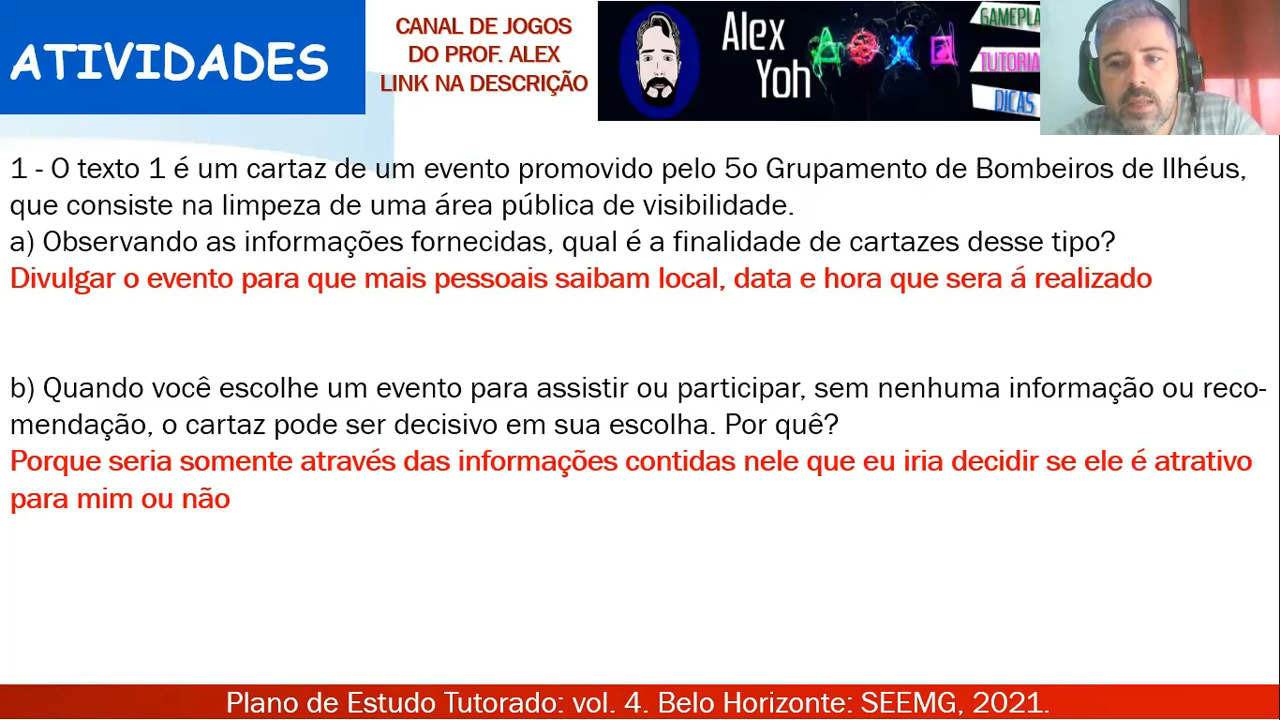 ATIVIDADES
CANAL DE JOGOS
DO PROF. ALEX
LINK NA DESCRIÇÃO
Alex
Yoh
GAMEPLA
TUTORIA
DICAS
1 - O texto 1 é um cartaz de um evento promovido pelo 5o Grupamento de Bombeiros de Ilhéus,
que consiste na limpeza de uma área pública de visibilidade.
a) Observando as informações fornecidas, qual é a finalidade de cartazes desse tipo?
Divulgar o evento para que mais pessoais saibam local, data e hora que sera á realizado
b) Quando você escolhe um evento para assistir ou participar, sem nenhuma informação ou reco-
mendação, o cartaz pode ser decisivo em sua escolha. Por quê?
Porque seria somente através das informações contidas nele que eu iria decidir se ele é atrativo
para mim ou não
Plano de Estudo Tutorado: vol. 4. Belo Horizonte: SEEMG, 2021.